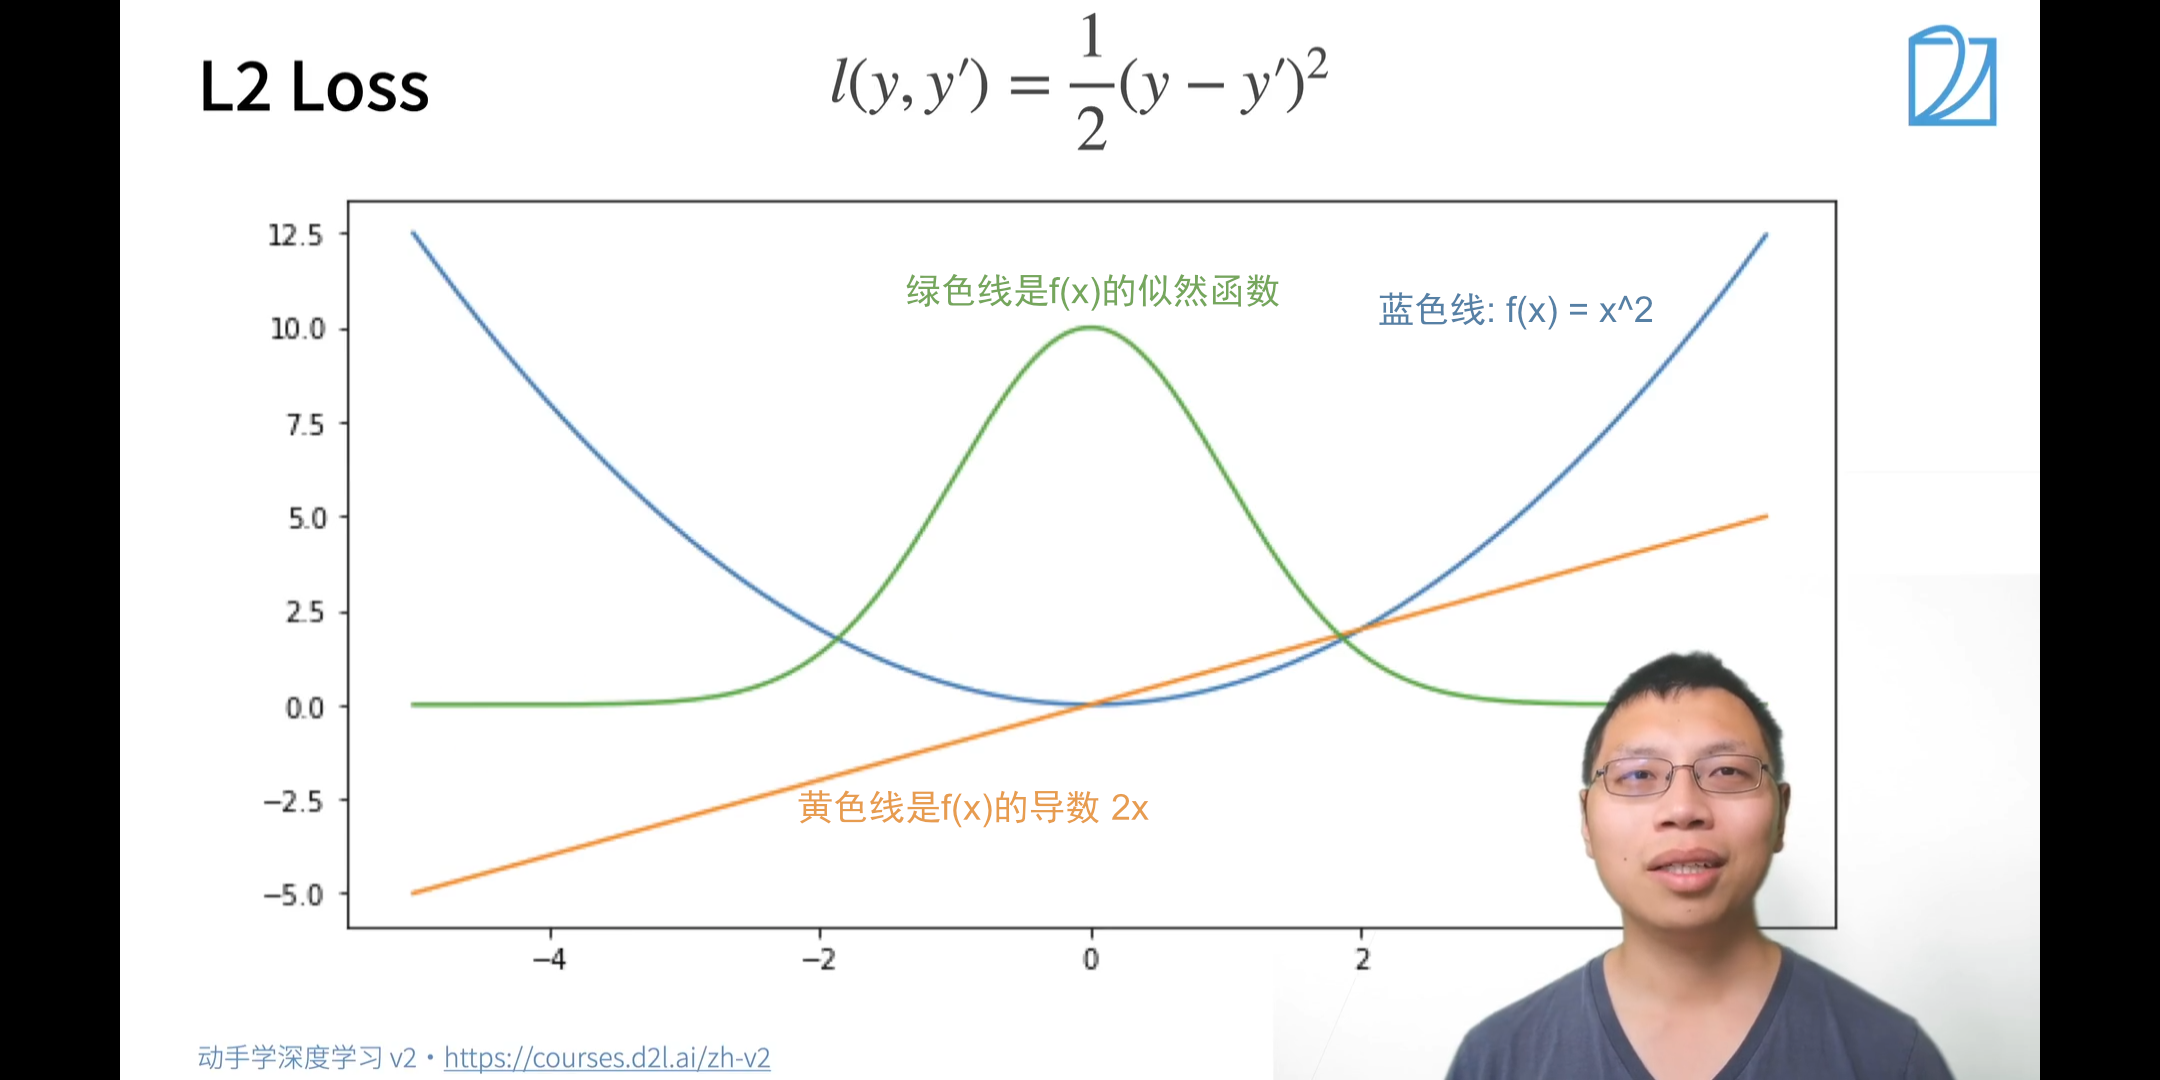 L2 Loss
l(y, y′) = 1/2 (y − y′)²
12.5
10.0
7.5
5.0
2.5
0.0
−2.5
−5.0
绿色线是f(x)的似然函数
蓝色线: f(x) = x^2
黄色线是f(x)的导数 2x
−4 −2 0 2
动手学深度学习 v2 • https://courses.d2l.ai/zh-v2